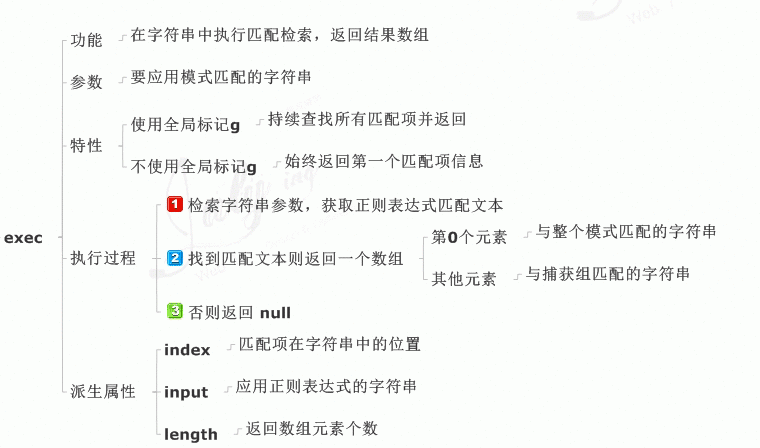 exec
功能
在字符串中执行匹配检索，返回结果数组
参数
要应用模式匹配的字符串
特性
使用全局标记g
持续查找所有匹配项并返回
不使用全局标记g
始终返回第一个匹配项信息
执行过程
1 检索字符串参数，获取正则表达式匹配文本
2 找到匹配文本则返回一个数组
第0个元素
与整个模式匹配的字符串
其他元素
与捕获组匹配的字符串
3 否则返回 null
派生属性
index
匹配项在字符串中的位置
input
应用正则表达式的字符串
length
返回数组元素个数